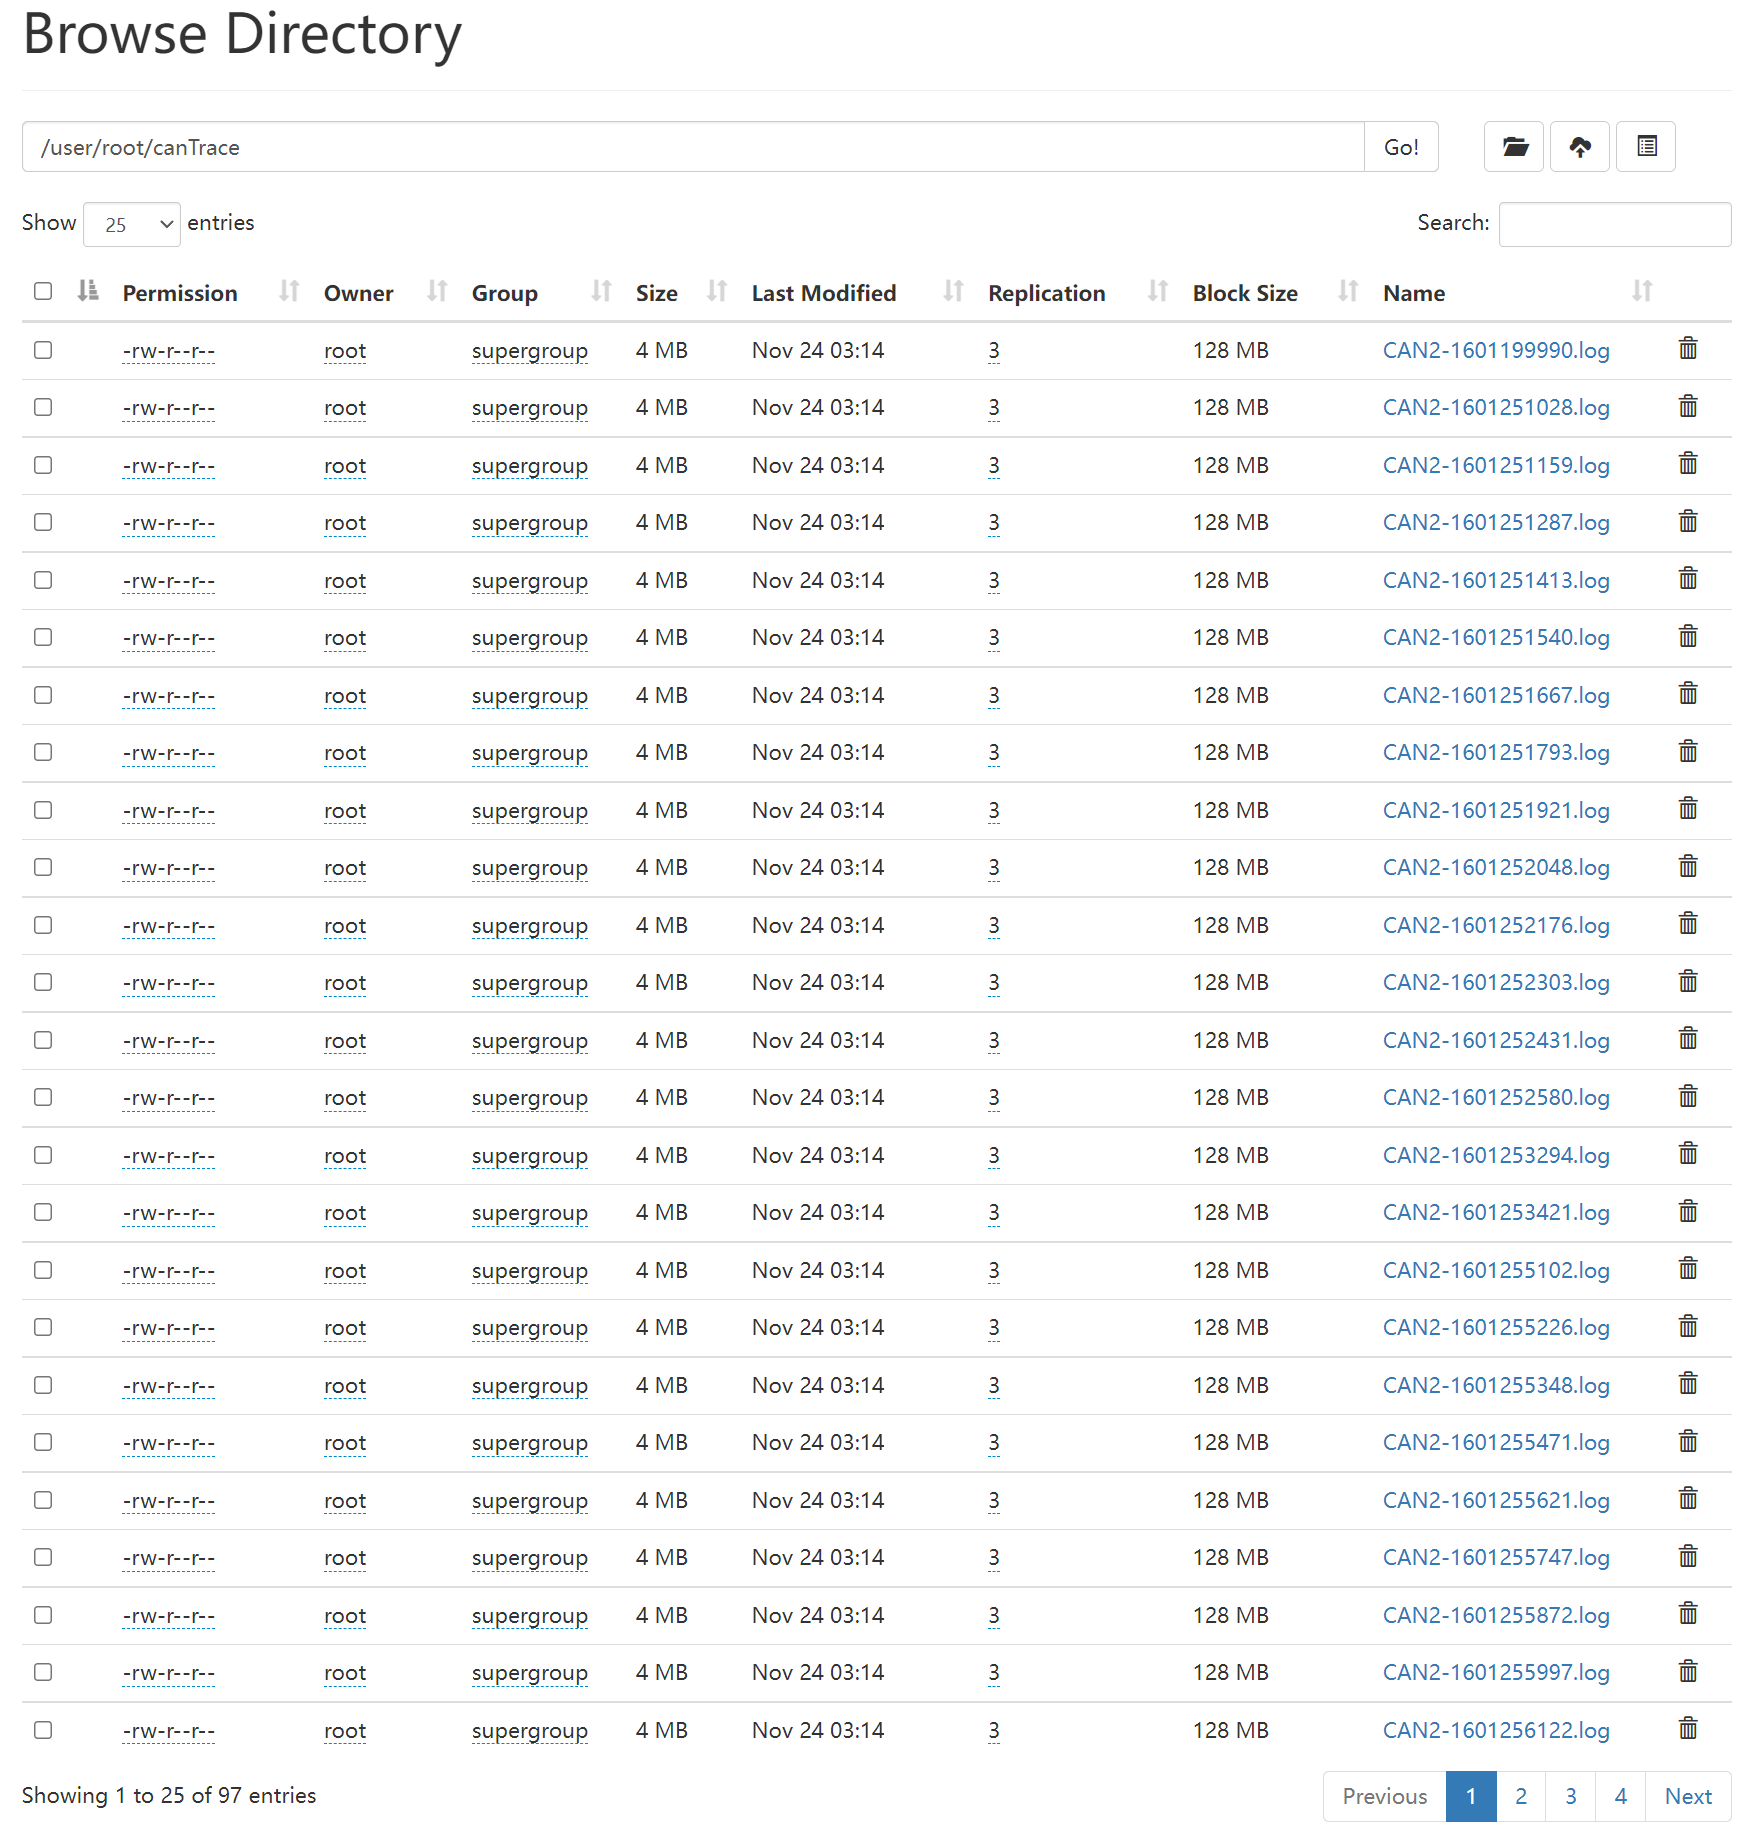 Browse Directory
/user/root/canTrace Go!
Show 25 entries Search:
Permission Owner Group Size Last Modified Replication Block Size Name
-rw-r--r-- root supergroup 4 MB Nov 24 03:14 3 128 MB CAN2-1601199990.log
-rw-r--r-- root supergroup 4 MB Nov 24 03:14 3 128 MB CAN2-1601251028.log
-rw-r--r-- root supergroup 4 MB Nov 24 03:14 3 128 MB CAN2-1601251159.log
-rw-r--r-- root supergroup 4 MB Nov 24 03:14 3 128 MB CAN2-1601251287.log
-rw-r--r-- root supergroup 4 MB Nov 24 03:14 3 128 MB CAN2-1601251413.log
-rw-r--r-- root supergroup 4 MB Nov 24 03:14 3 128 MB CAN2-1601251540.log
-rw-r--r-- root supergroup 4 MB Nov 24 03:14 3 128 MB CAN2-1601251667.log
-rw-r--r-- root supergroup 4 MB Nov 24 03:14 3 128 MB CAN2-1601251793.log
-rw-r--r-- root supergroup 4 MB Nov 24 03:14 3 128 MB CAN2-1601251921.log
-rw-r--r-- root supergroup 4 MB Nov 24 03:14 3 128 MB CAN2-1601252048.log
-rw-r--r-- root supergroup 4 MB Nov 24 03:14 3 128 MB CAN2-1601252176.log
-rw-r--r-- root supergroup 4 MB Nov 24 03:14 3 128 MB CAN2-1601252303.log
-rw-r--r-- root supergroup 4 MB Nov 24 03:14 3 128 MB CAN2-1601252431.log
-rw-r--r-- root supergroup 4 MB Nov 24 03:14 3 128 MB CAN2-1601252580.log
-rw-r--r-- root supergroup 4 MB Nov 24 03:14 3 128 MB CAN2-1601253294.log
-rw-r--r-- root supergroup 4 MB Nov 24 03:14 3 128 MB CAN2-1601253421.log
-rw-r--r-- root supergroup 4 MB Nov 24 03:14 3 128 MB CAN2-1601255102.log
-rw-r--r-- root supergroup 4 MB Nov 24 03:14 3 128 MB CAN2-1601255226.log
-rw-r--r-- root supergroup 4 MB Nov 24 03:14 3 128 MB CAN2-1601255348.log
-rw-r--r-- root supergroup 4 MB Nov 24 03:14 3 128 MB CAN2-1601255471.log
-rw-r--r-- root supergroup 4 MB Nov 24 03:14 3 128 MB CAN2-1601255621.log
-rw-r--r-- root supergroup 4 MB Nov 24 03:14 3 128 MB CAN2-1601255747.log
-rw-r--r-- root supergroup 4 MB Nov 24 03:14 3 128 MB CAN2-1601255872.log
-rw-r--r-- root supergroup 4 MB Nov 24 03:14 3 128 MB CAN2-1601255997.log
-rw-r--r-- root supergroup 4 MB Nov 24 03:14 3 128 MB CAN2-1601256122.log
Showing 1 to 25 of 97 entries Previous 1 2 3 4 Next